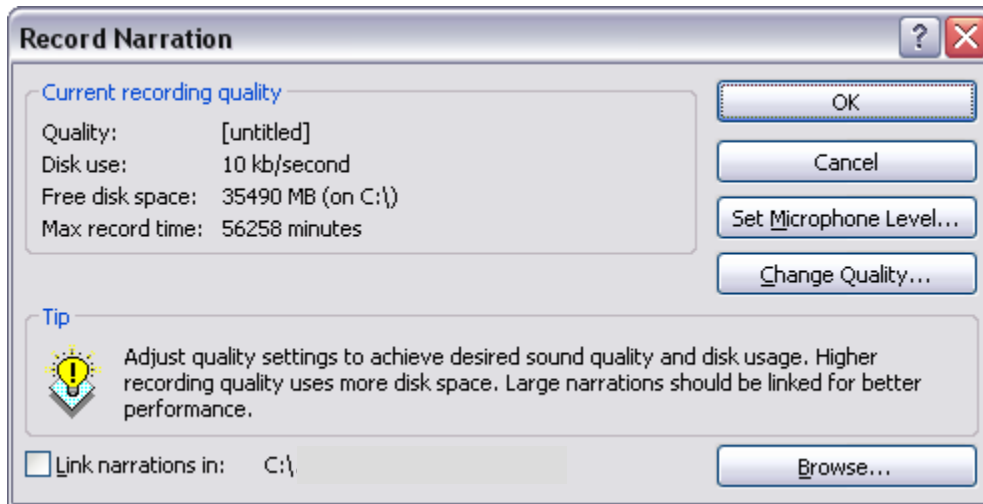 Record Narration
Current recording quality
Quality: [untitled]
Disk use: 10 kb/second
Free disk space: 35490 MB (on C:\)
Max record time: 56258 minutes
OK
Cancel
Set Microphone Level...
Change Quality...
Tip
Adjust quality settings to achieve desired sound quality and disk usage. Higher
recording quality uses more disk space. Large narrations should be linked for better
performance.
Link narrations in: C:\
Browse...